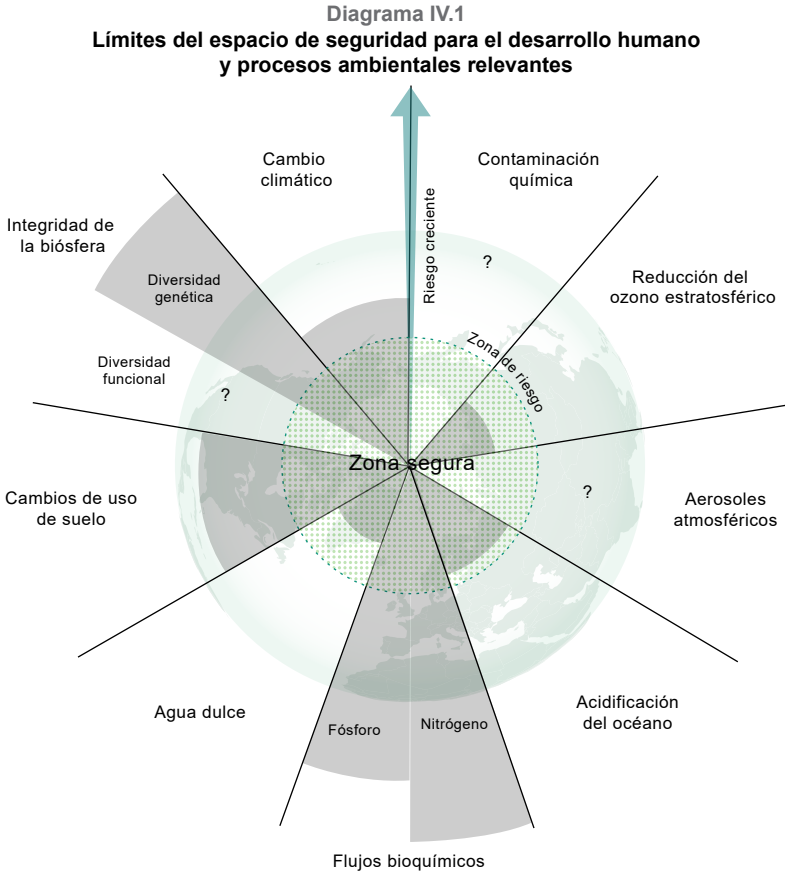 Diagrama IV.1
Límites del espacio de seguridad para el desarrollo humano
y procesos ambientales relevantes
Cambio
climático
Contaminación
química
Integridad de
la biósfera
Riesgo creciente
?
Diversidad
genética
Reducción del
ozono estratosférico
Zona de riesgo
Diversidad
funcional
?
Zona segura
Cambios de uso
de suelo
?
Aerosoles
atmosféricos
Agua dulce
Fósforo
Nitrógeno
Acidificación
del océano
Flujos bioquímicos